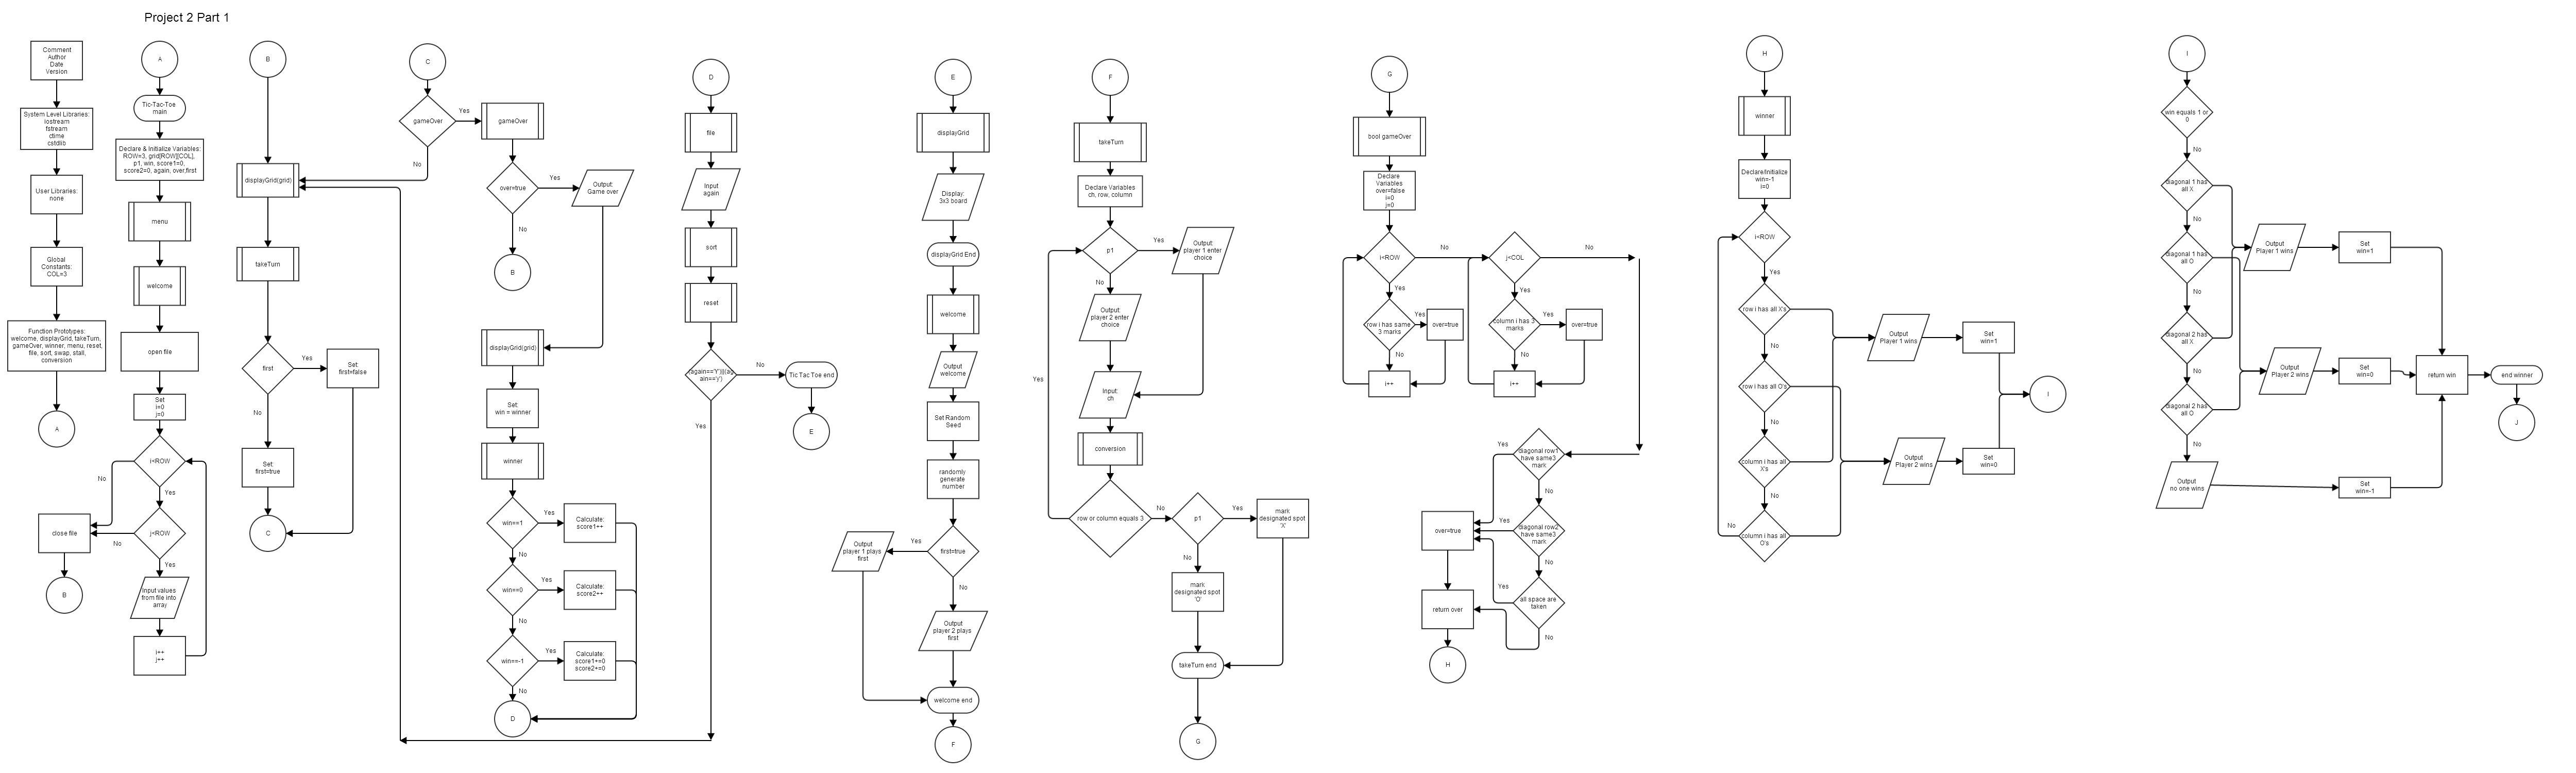 Project 2 Part 1
Comment
Author
Date
Version
System Level Libraries:
iostream
fstream
ctime
cstdlib
User Libraries:
none
Global
Constants:
COL=3
Function Prototypes:
welcome, displayGrid, takeTurn,
gameOver, winner, menu, reset,
file, sort, swap, stall,
conversion
A
A
Tic-Tac-Toe
main
Declare & Initialize Variables:
ROW=3, grid[ROW][COL],
p1, win, score1=0,
score2=0, again, over,first
menu
welcome
open file
Set
i=0
j=0
i<ROW
No
Yes
close file
j<ROW
No
Yes
B
Input values
from file into
array
i++
j++
B
displayGrid(grid)
takeTurn
first
Yes
Set:
first=false
No
Set:
first=true
C
C
gameOver
Yes
No
gameOver
over=true
Yes
Output:
Game over
No
B
displayGrid(grid)
Set:
win = winner
winner
win==1
Yes
Calculate:
score1++
No
win==0
Yes
Calculate:
score2++
No
win==-1
Yes
Calculate:
score1+=0
score2+=0
No
D
D
file
Input
again
sort
reset
(again=='Y')||(ag
ain=='y')
No
Tic Tac Toe end
E
Yes
E
displayGrid
Display:
3x3 board
displayGrid End
welcome
Output
welcome
Set Random
Seed
randomly
generate
number
first=true
Yes
Output
player 1 plays
first
No
Output
player 2 plays
first
welcome end
F
F
takeTurn
Declare Variables
ch, row, column
p1
Yes
Output:
player 1 enter
choice
No
Output:
player 2 enter
choice
Input:
ch
Yes
conversion
row or column equals 3
No
p1
Yes
mark
designated spot
'X'
No
mark
designated spot
'O'
takeTurn end
G
G
bool gameOver
Declare
Variables
over=false
i=0
j=0
i<ROW
No
j<COL
No
Yes
Yes
row i has same
3 marks
Yes
over=true
column i has 3
marks
Yes
over=true
No
No
i++
i++
diagonal row1
have same3
mark
Yes
No
over=true
Yes
diagonal row2
have same3
mark
No
Yes
all space are
taken
return over
No
H
H
winner
Declare/Initialize
win=-1
i=0
i<ROW
Yes
row i has all X's
No
Output
Player 1 wins
Set
win=1
row i has all O's
No
I
column i has all
X's
Output
Player 2 wins
Set
win=0
No
No
column i has all
O's
I
win equals 1 or
0
No
diagonal 1 has
all X
No
Output
Player 1 wins
Set
win=1
diagonal 1 has
all O
No
diagonal 2 has
all X
Output
Player 2 wins
Set
win=0
return win
end winner
No
diagonal 2 has
all O
J
No
Output
no one wins
Set
win=-1